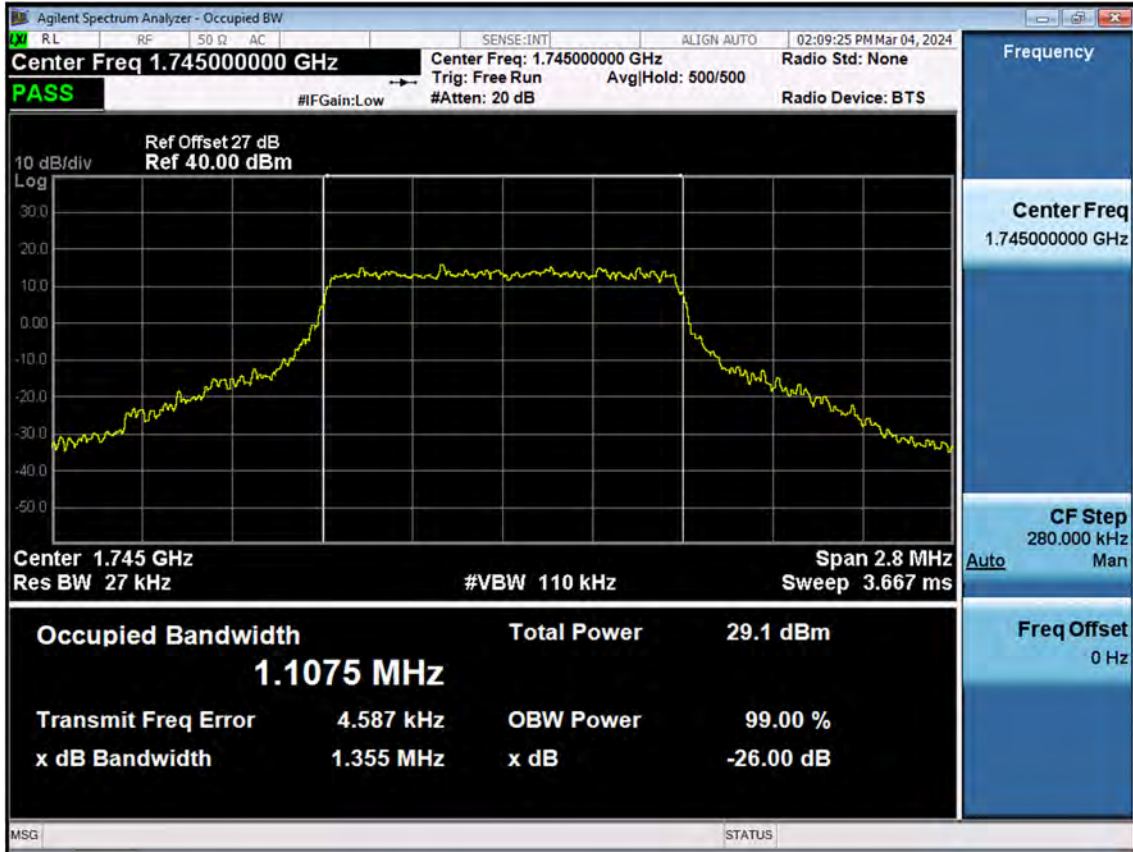 Agilent Spectrum Analyzer - Occupied BW
LXI RL RF 50 Ω AC SENSE:INT ALIGN AUTO 02:09:25 PM Mar 04, 2024
Center Freq 1.745000000 GHz
Center Freq: 1.745000000 GHz
Radio Std: None
Trig: Free Run Avg|Hold: 500/500
PASS
#IFGain:Low
#Atten: 20 dB
Radio Device: BTS
Ref Offset 27 dB
10 dB/div Ref 40.00 dBm
Log
30.0
20.0
10.0
0.00
-10.0
-20.0
-30.0
-40.0
-50.0
Center 1.745 GHz Span 2.8 MHz
Res BW 27 kHz #VBW 110 kHz Sweep 3.667 ms
Occupied Bandwidth Total Power 29.1 dBm
1.1075 MHz
Transmit Freq Error 4.587 kHz OBW Power 99.00 %
x dB Bandwidth 1.355 MHz x dB -26.00 dB
MSG STATUS
Frequency
Center Freq
1.745000000 GHz
CF Step
280.000 kHz
Auto Man
Freq Offset
0 Hz